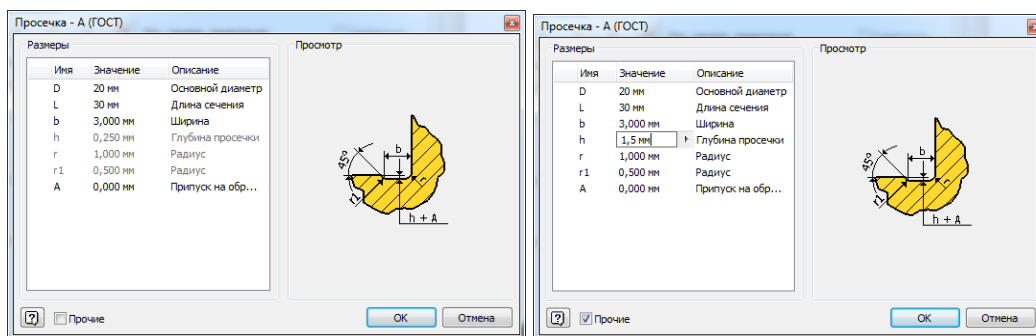 Просечка - А (ГОСТ)
Размеры
Имя Значение Описание
D 20 мм Основной диаметр
L 30 мм Длина сечения
b 3,000 мм Ширина
h 0,250 мм Глубина просечки
r 1,000 мм Радиус
r1 0,500 мм Радиус
A 0,000 мм Припуск на обр...
Просмотр
b
45°
r1
r
h + A
Прочие
ОК
Отмена
Просечка - А (ГОСТ)
Размеры
Имя Значение Описание
D 20 мм Основной диаметр
L 30 мм Длина сечения
b 3,000 мм Ширина
h 1,5 мм Глубина просечки
r 1,000 мм Радиус
r1 0,500 мм Радиус
A 0,000 мм Припуск на обр...
Просмотр
b
45°
r1
r
h + A
Прочие
ОК
Отмена